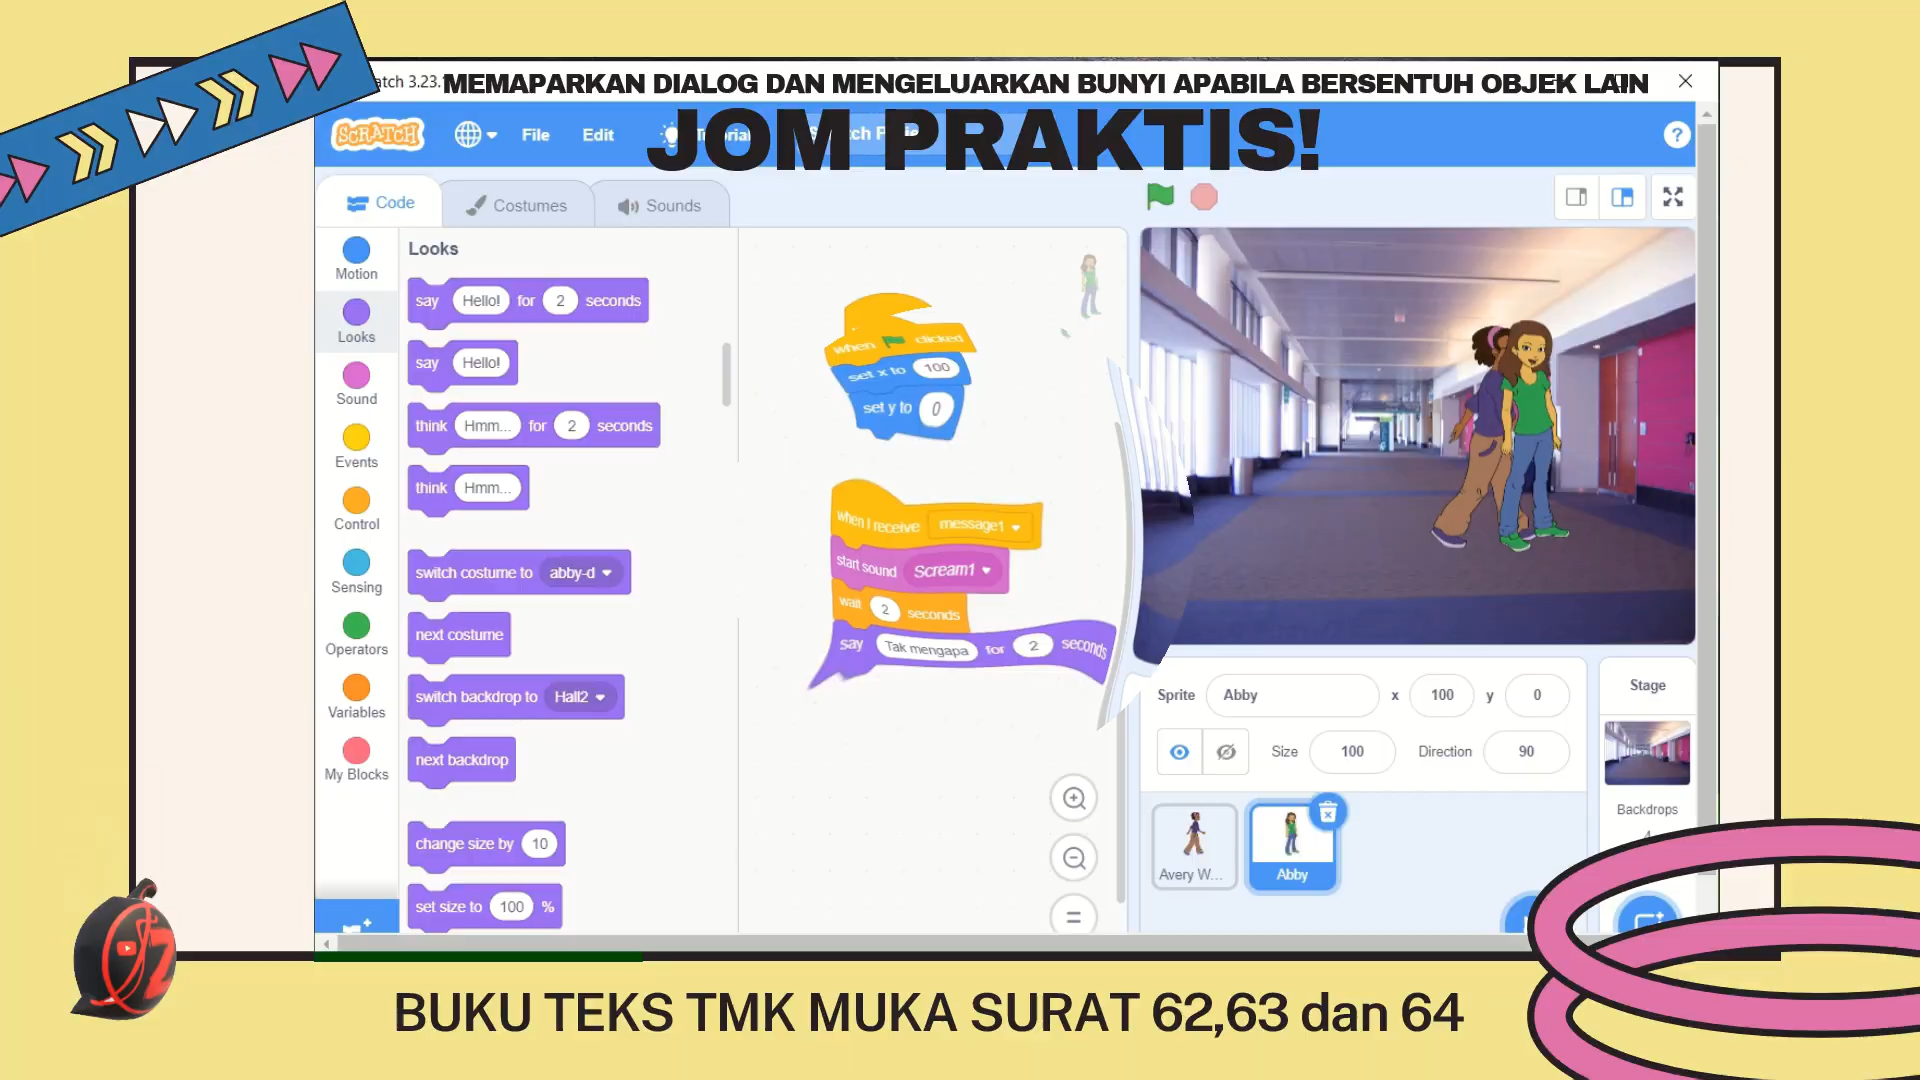 MEMAPARKAN DIALOG DAN MENGELUARKAN BUNYI APABILA BERSENTUH OBJEK LAIN
JOM PRAKTIS!
atch 3.23.
SCRATCH
File
Edit
Code
Costumes
Sounds
Motion
Looks
Sound
Events
Control
Sensing
Operators
Variables
My Blocks
Looks
say Hello! for 2 seconds
say Hello!
think Hmm... for 2 seconds
think Hmm...
switch costume to abby-d
next costume
switch backdrop to Hall2
next backdrop
change size by 10
set size to 100 %
when clicked
set x to 100
set y to 0
when I receive message1
start sound Scream1
wait 2 seconds
say Tak mengapa for 2 seconds
Sprite Abby x 100 y 0
Size 100 Direction 90
Avery W...
Abby
Stage
Backdrops
BUKU TEKS TMK MUKA SURAT 62,63 dan 64